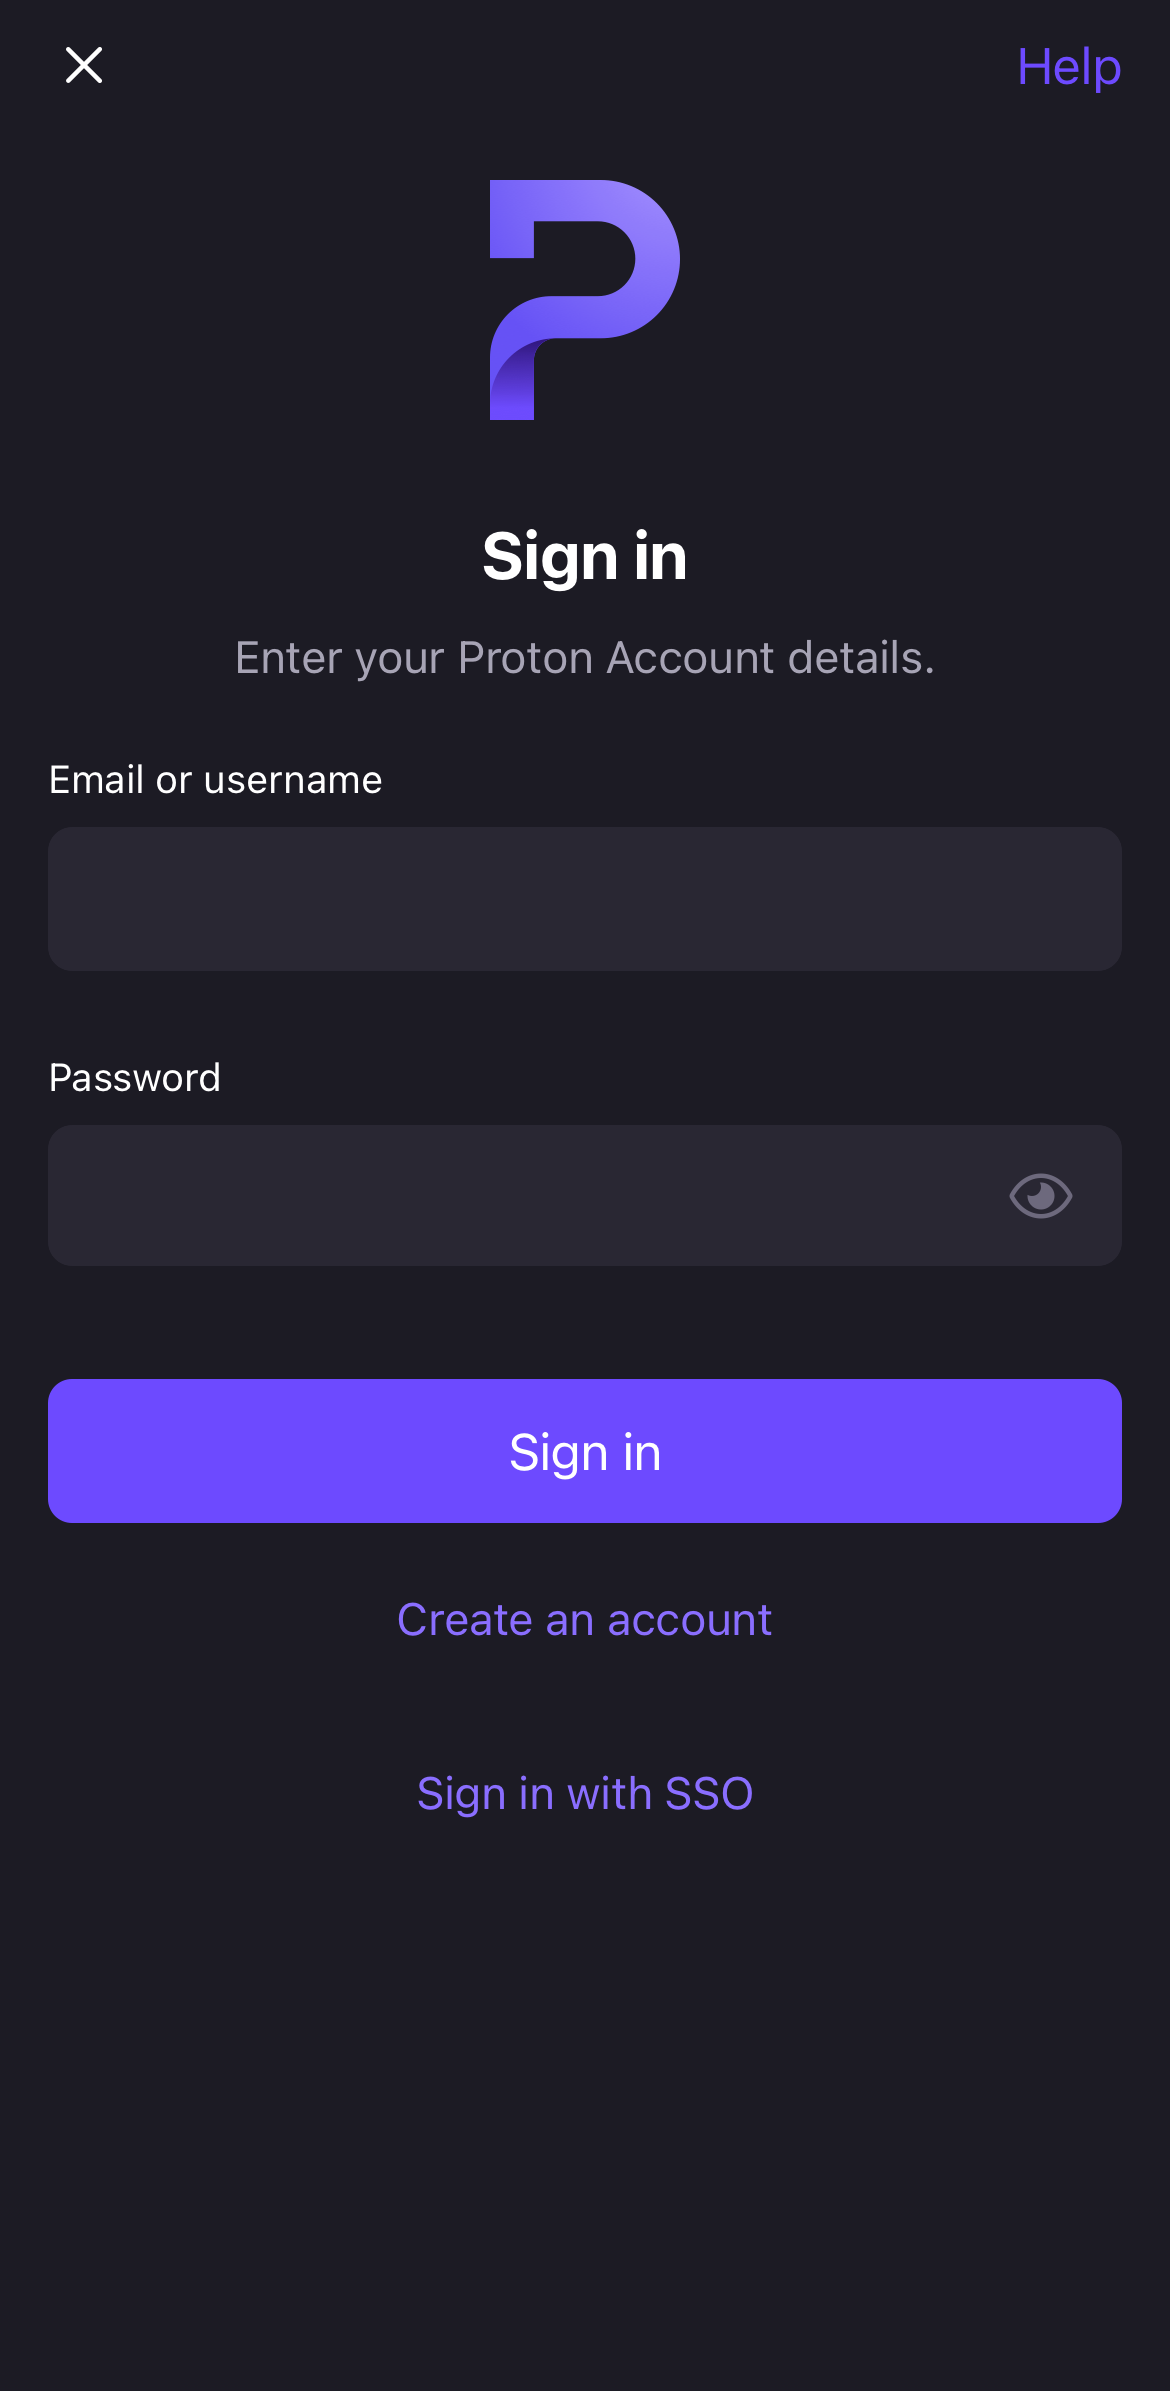 Help
Sign in
Enter your Proton Account details.
Email or username
Password
Sign in
Create an account
Sign in with SSO